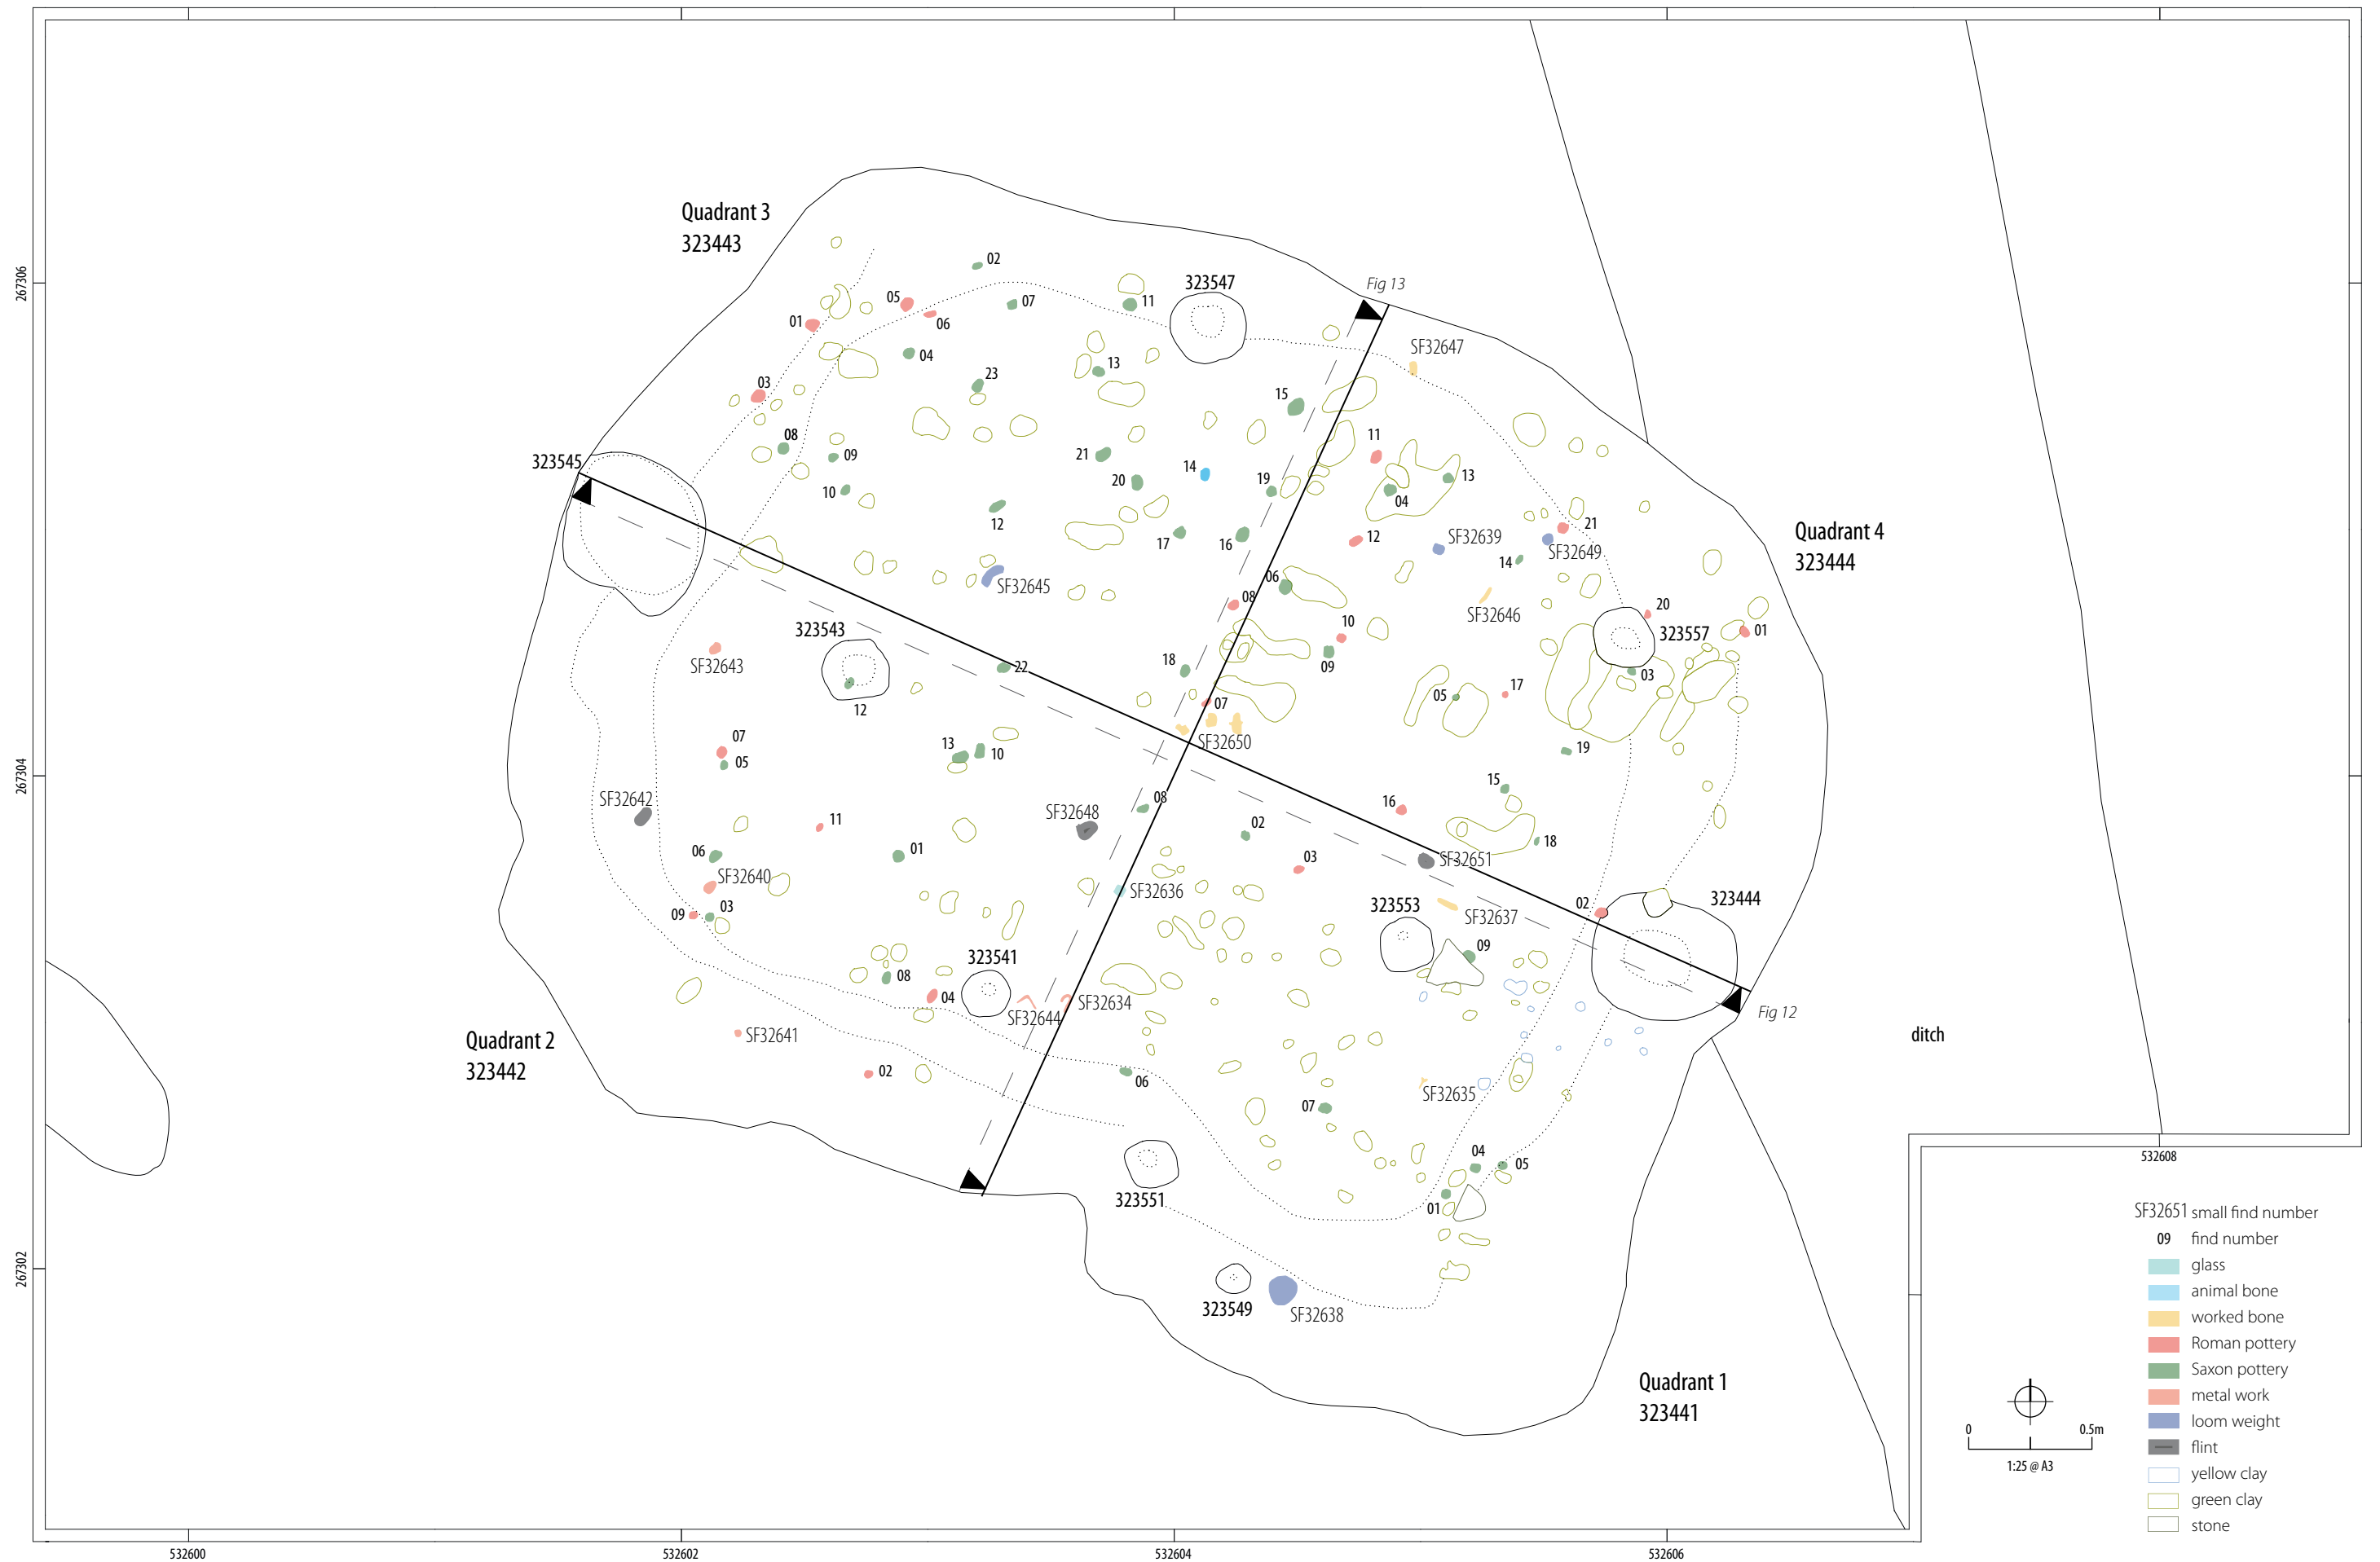 Quadrant 3
323443
02
323547
Fig 13
05
07
11
01
06
SF32647
04
13
23
03
15
08
11
09
21
14
323545
13
20
19
10
04
Quadrant 4
323444
12
21
12
SF32639
17
16
SF32649
14
06
SF32645
08
SF32646
20
10
323543
323557
01
SF32643
18
09
22
03
17
05
12
07
07
SF32650
13
10
19
05
15
SF32642
08
16
SF32648
11
02
18
06
01
03
SF32651
SF32640
SF32636
323444
03
02
323553
09
SF32637
09
323541
08
04
SF32634
SF32644
Fig 12
SF32641
ditch
Quadrant 2
323442
02
06
SF32635
07
04
05
323551
01
323549
SF32638
Quadrant 1
323441
267306
267304
267302
532600
532602
532604
532606
532608
SF32651 small find number
09 find number
glass
animal bone
worked bone
Roman pottery
Saxon pottery
metal work
loom weight
flint
yellow clay
green clay
stone
0 0.5m
1:25 @ A3